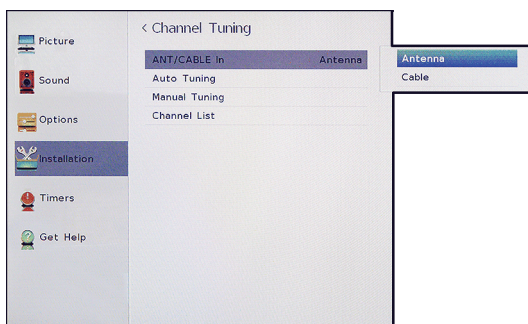 Picture
Sound
Options
Installation
Timers
Get Help
< Channel Tuning
ANT/CABLE In Antenna
Auto Tuning
Manual Tuning
Channel List
Antenna
Cable